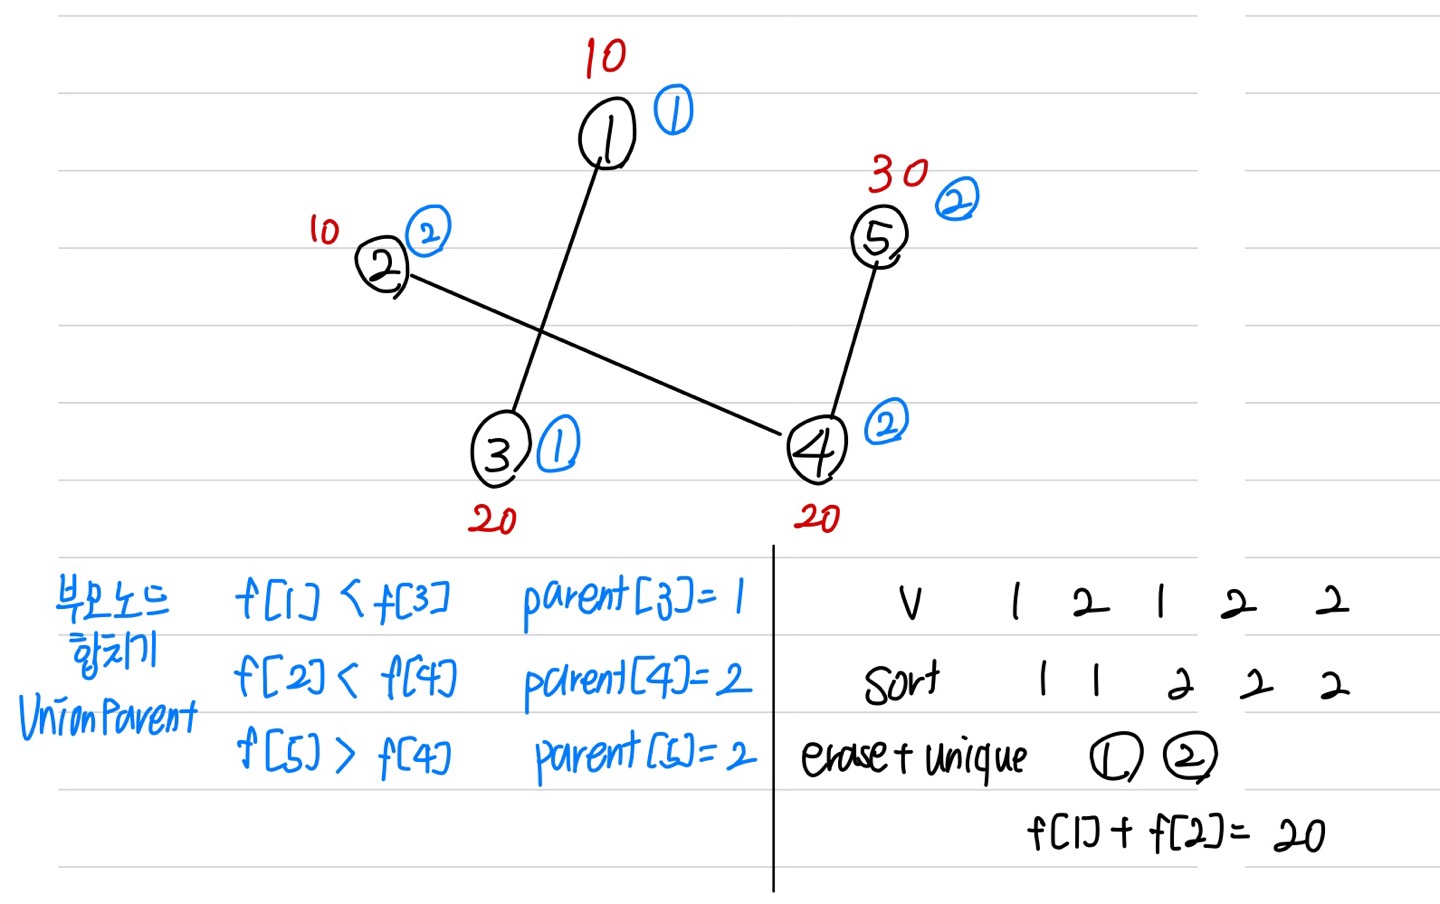 10
1 1
30
2
5
10
2
2
3 1
4 2
20
20
부모노드
합치기
UnionParent
f[1] < f[3] parent[3]= 1
f[2] < f[4] parent[4]= 2
f[5] > f[4] parent[5]= 2
V 1 2 1 2 2
Sort 1 1 2 2 2
erase+unique 1 2
f[1]+ f[2]= 20